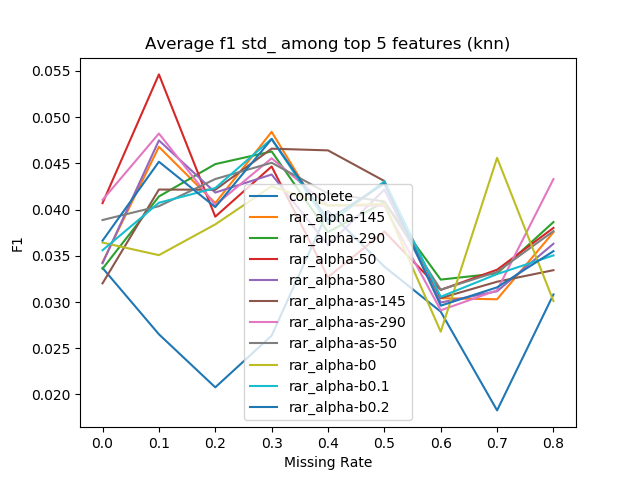 Average f1 std_ among top 5 features (knn)
0.055
0.050
0.045
0.040
0.035
0.030
0.025
0.020
F1
complete
rar_alpha-145
rar_alpha-290
rar_alpha-50
rar_alpha-580
rar_alpha-as-145
rar_alpha-as-290
rar_alpha-as-50
rar_alpha-b0
rar_alpha-b0.1
rar_alpha-b0.2
0.0 0.1 0.2 0.3 0.4 0.5 0.6 0.7 0.8
Missing Rate